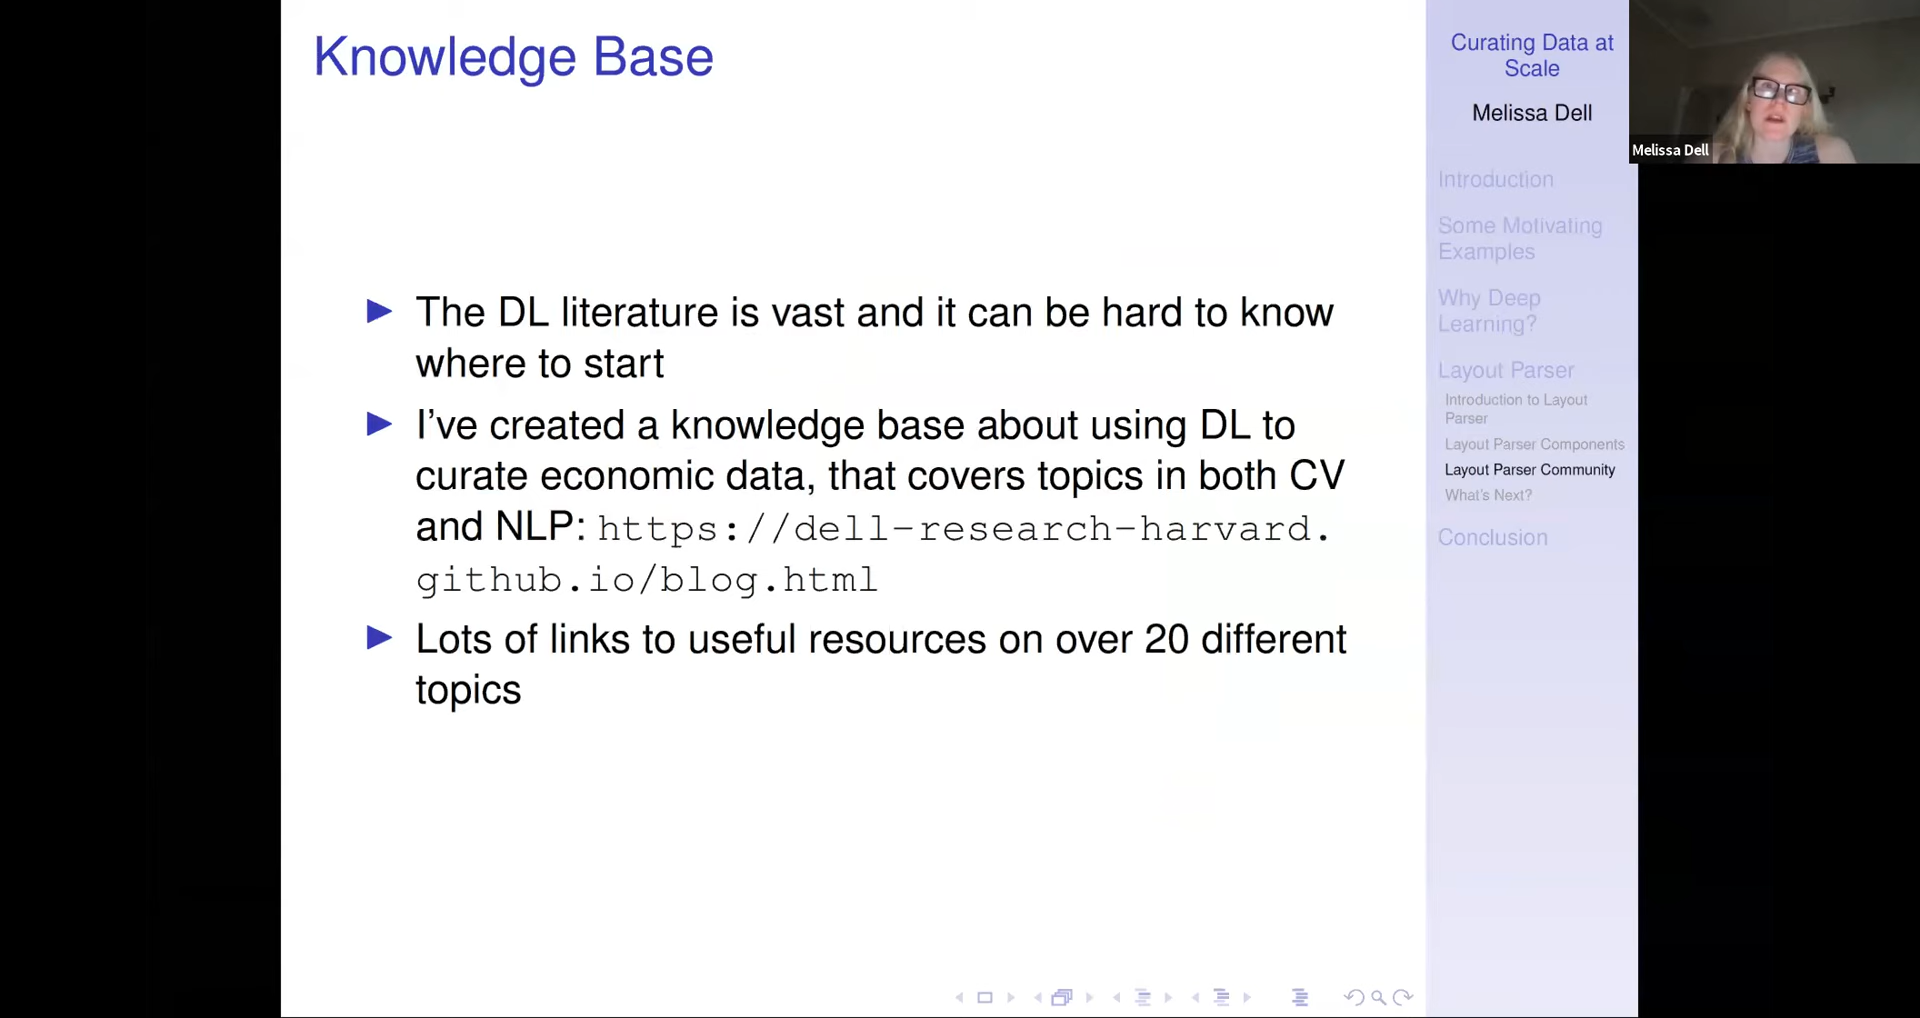 Knowledge Base
The DL literature is vast and it can be hard to know
where to start
I've created a knowledge base about using DL to
curate economic data, that covers topics in both CV
and NLP: https://dell-research-harvard.
github.io/blog.html
Lots of links to useful resources on over 20 different
topics
Curating Data at
Scale
Melissa Dell
Introduction
Some Motivating
Examples
Why Deep
Learning?
Layout Parser
Introduction to Layout
Parser
Layout Parser Components
Layout Parser Community
What's Next?
Conclusion
Melissa Dell